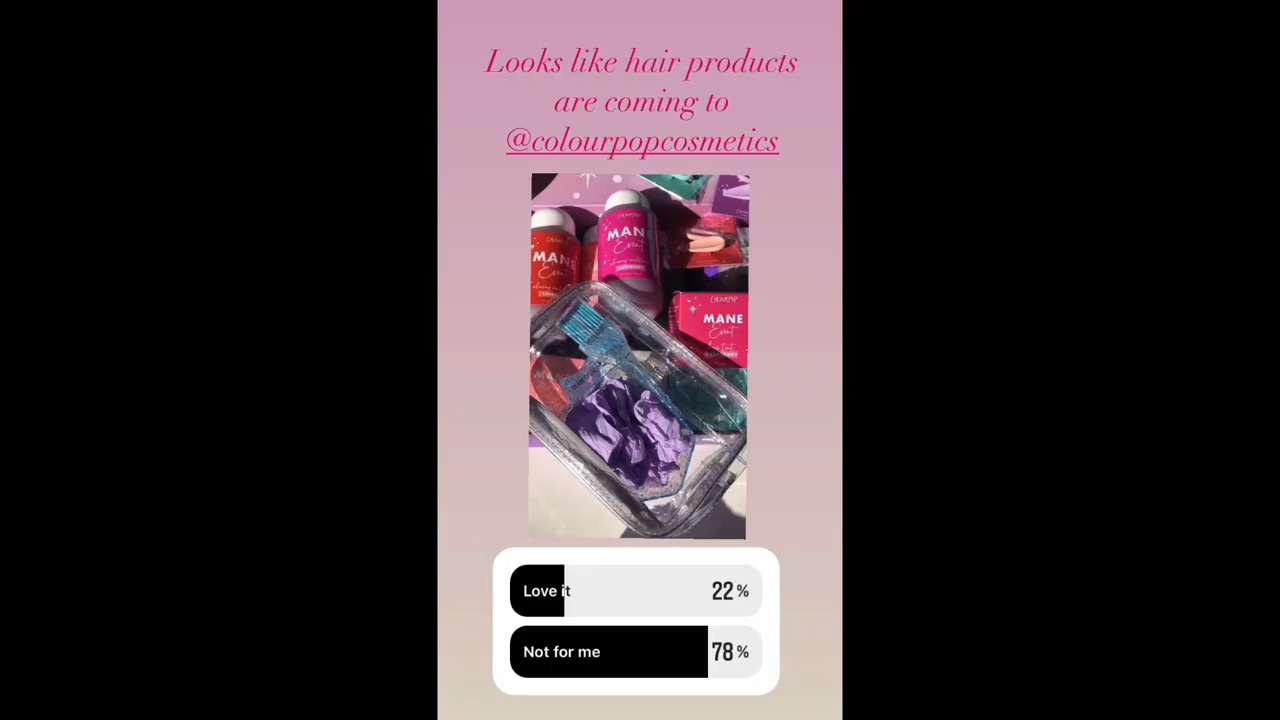 Looks like hair products
are coming to
@colourpopcosmetics
MANE
Event
MANE
Event
COLOURPOP
MANE
Event
Love it 22%
Not for me 78%